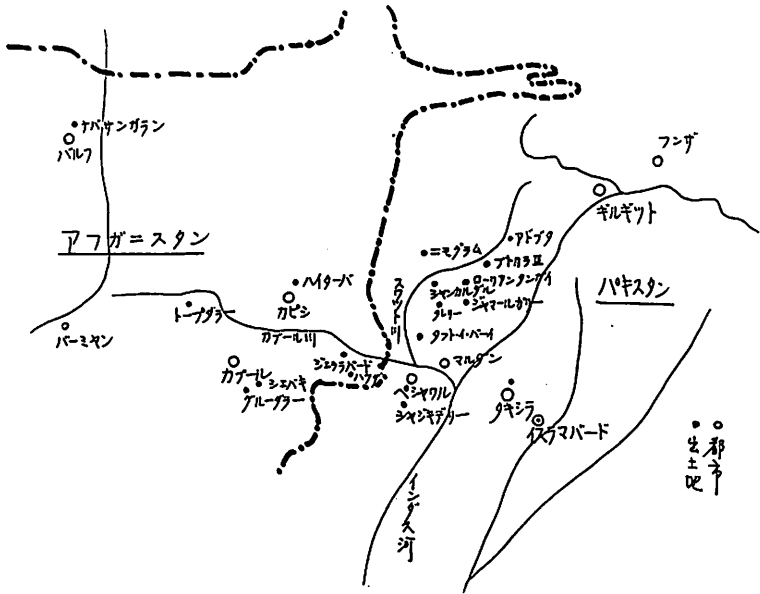 ケバサンガラン
バルフ
フンザ
ギルギット
アフガニスタン
ニモグラム
アドブタ
ブトカラⅢ
ハイターバ
カピシ
スワット川
シャンカルダル
ロークアンタンガイ
タレリー
ジャマールガリー
パキスタン
トープダラー
カブール川
タフト・イ・バーイ
バーミヤン
ジェララバード
ハッダ
マルダン
カブール
シェバキ
グルーダラー
ペシャワル
シャジキデリー
タキシラ
イスラマバード
インダス河
都市
出土地